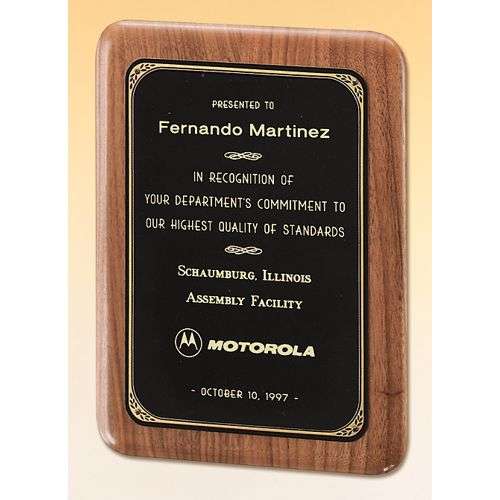 PRESENTED TO
Fernando Martinez
IN RECOGNITION OF
YOUR DEPARTMENT'S COMMITMENT TO
OUR HIGHEST QUALITY OF STANDARDS
SCHAUMBURG, ILLINOIS
ASSEMBLY FACILITY
MOTOROLA
- OCTOBER 10, 1997 -